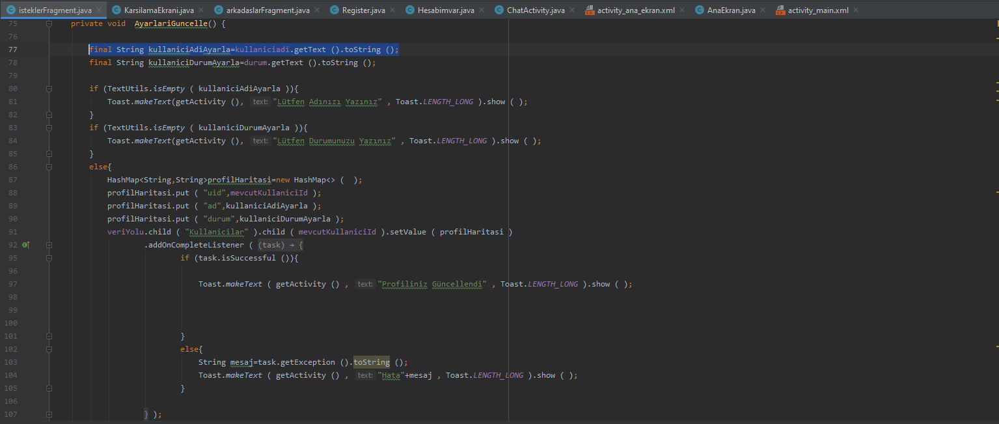 isteklerFragment.java KarsilamaEkrani.java arkadaslarFragment.java Register.java Hesabimvar.java ChatActivity.java activity_ana_ekran.xml AnaEkran.java activity_main.xml
75 private void AyarlariGuncelle() {
76
77 final String kullaniciAdiAyarla=kullaniciadi.getText ().toString ();
78 final String kullaniciDurumAyarla=durum.getText ().toString ();
79
80 if (TextUtils.isEmpty ( kullaniciAdiAyarla )){
81 Toast.makeText(getActivity (), text: "Lütfen Adınızı Yazınız" , Toast.LENGTH_LONG ).show ( );
82 }
83 if (TextUtils.isEmpty ( kullaniciDurumAyarla )){
84 Toast.makeText(getActivity (), text: "Lütfen Durumunuzu Yazınız" , Toast.LENGTH_LONG ).show ( );
85 }
86 else{
87 HashMap<String,String>profilHaritasi=new HashMap<> (  );
88 profilHaritasi.put ( "uid",mevcutKullaniciId );
89 profilHaritasi.put ( "ad",kullaniciAdiAyarla );
90 profilHaritasi.put ( "durum",kullaniciDurumAyarla );
91 veriYolu.child ( "Kullanicilar" ).child ( mevcutKullaniciId ).setValue ( profilHaritasi )
92 .addOnCompleteListener ( (task) → {
95 if (task.isSuccessful ()){
96
97 Toast.makeText ( getActivity () , text: "Profiliniz Güncellendi" , Toast.LENGTH_LONG ).show ( );
98
99
100
101 }
102 else{
103 String mesaj=task.getException ().toString ();
104 Toast.makeText ( getActivity () , text: "Hata"+mesaj , Toast.LENGTH_LONG ).show ( );
105 }
106
107 } );